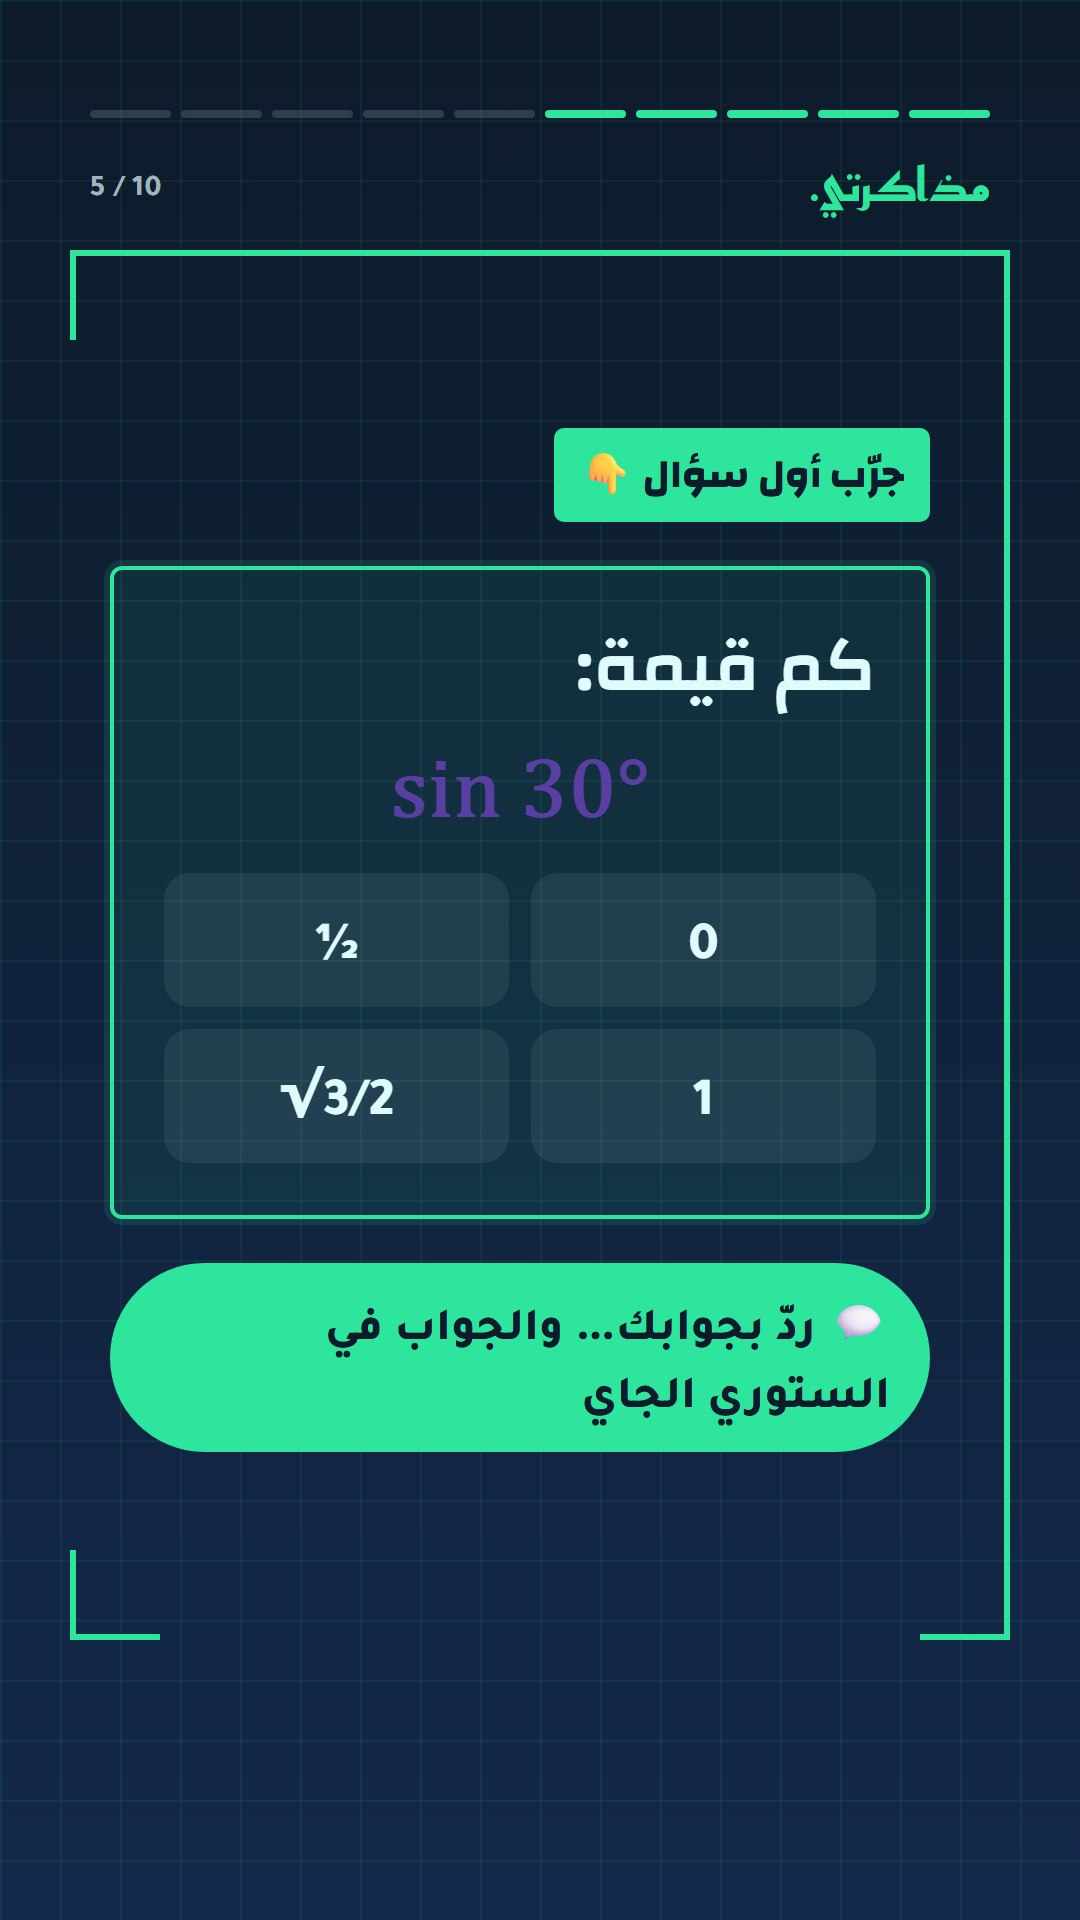 مذاكرتي.
5 / 10
جرّب أول سؤال 👇
كم قيمة:
sin 30°
0
½
1
√3/2
💬 ردّ بجوابك... والجواب في
الستوري الجاي